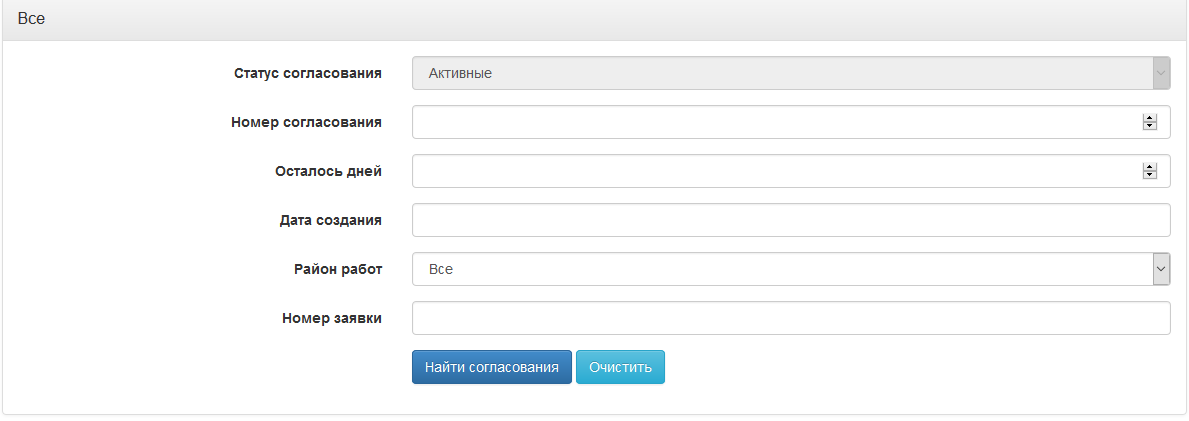 Все
Статус согласования Активные
Номер согласования
Осталось дней
Дата создания
Район работ Все
Номер заявки
Найти согласования Очистить